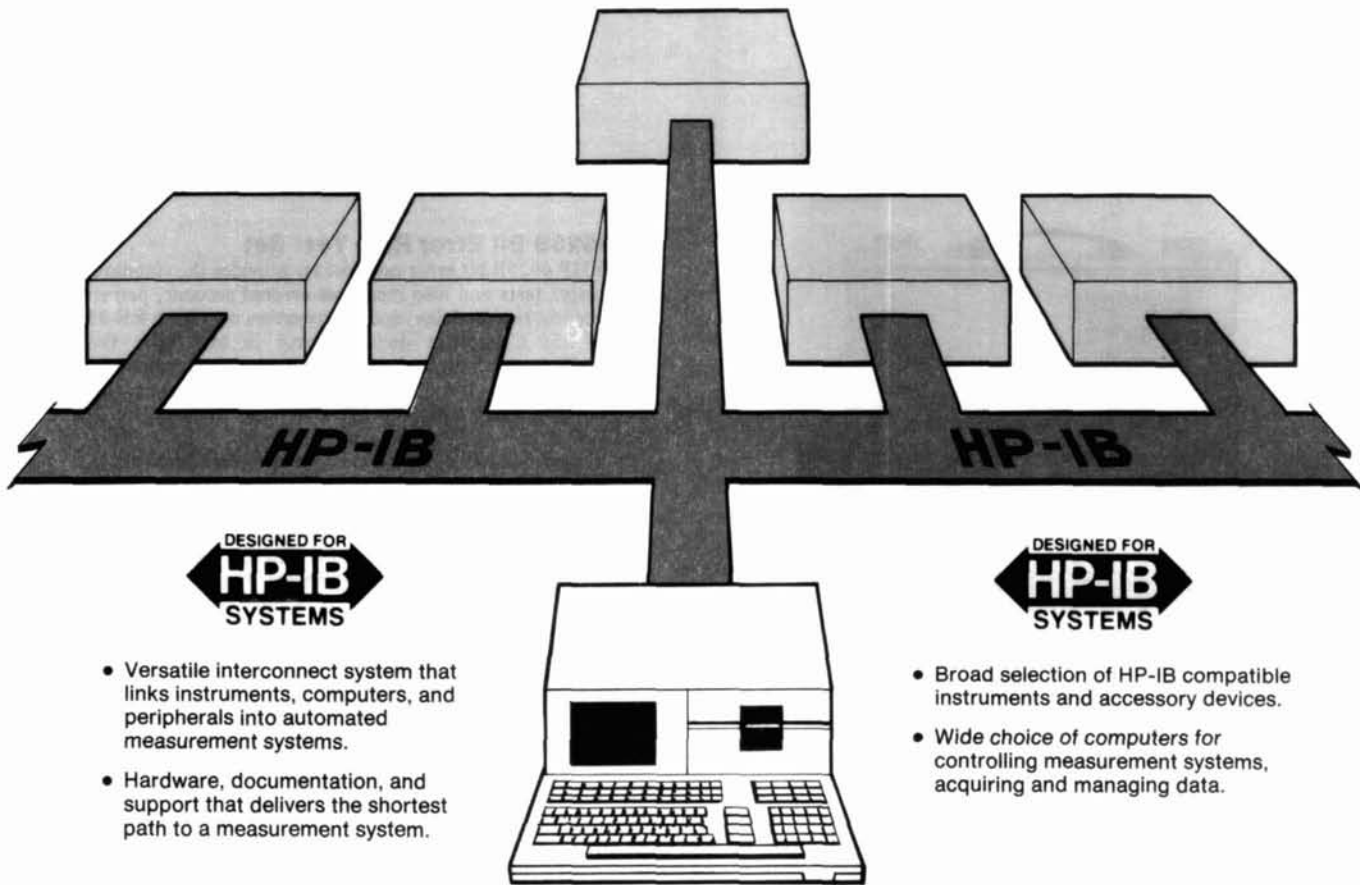 HP-IB
HP-IB
DESIGNED FOR
HP-IB
SYSTEMS
• Versatile interconnect system that
links instruments, computers, and
peripherals into automated
measurement systems.
• Hardware, documentation, and
support that delivers the shortest
path to a measurement system.
DESIGNED FOR
HP-IB
SYSTEMS
• Broad selection of HP-IB compatible
instruments and accessory devices.
• Wide choice of computers for
controlling measurement systems,
acquiring and managing data.